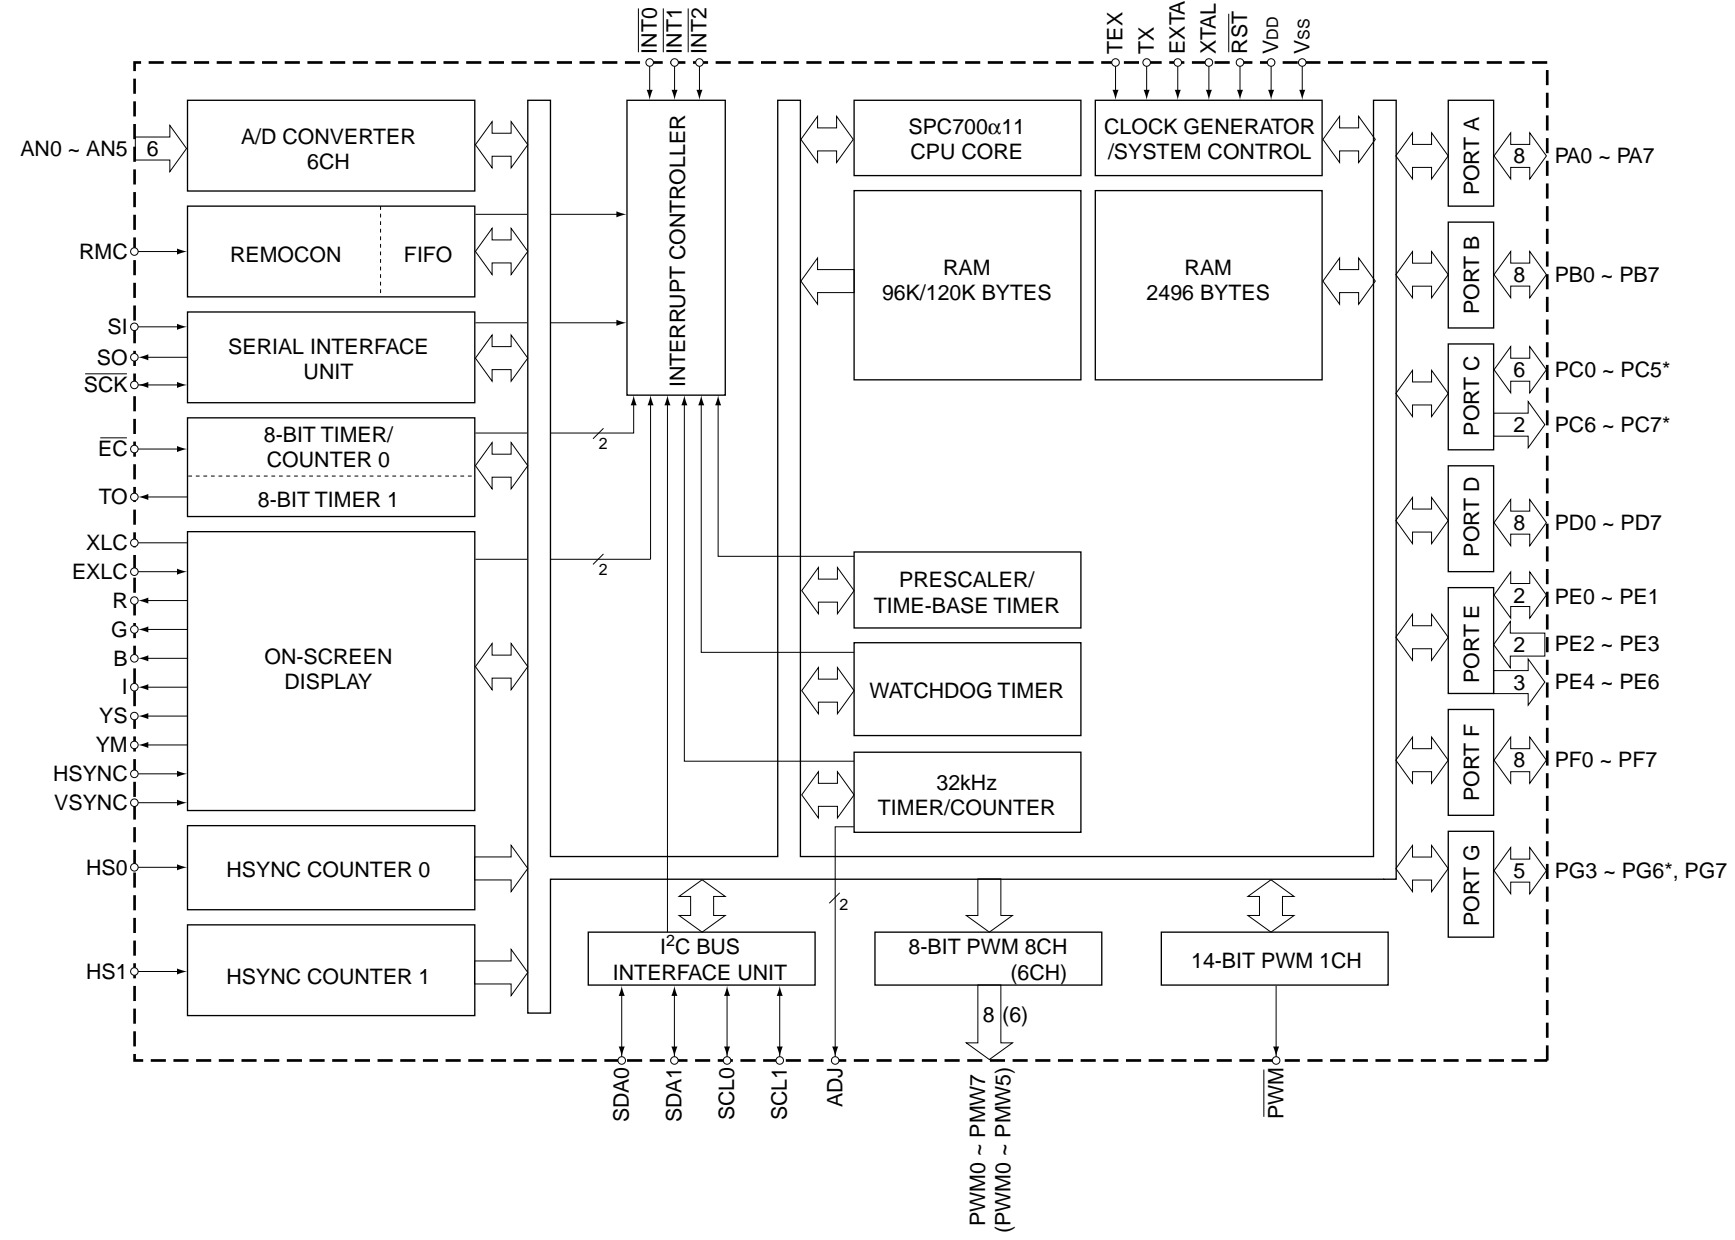 INT0
INT1
INT2
TEX
TX
EXTA
XTAL
RST
VDD
VSS
AN0 ~ AN5
6
A/D CONVERTER
6CH
RMC
REMOCON
FIFO
SI
SO
SCK
SERIAL INTERFACE
UNIT
EC
TO
8-BIT TIMER/
COUNTER 0
8-BIT TIMER 1
2
XLC
EXLC
R
G
B
I
YS
YM
HSYNC
VSYNC
ON-SCREEN
DISPLAY
2
HS0
HSYNC COUNTER 0
HS1
HSYNC COUNTER 1
INTERRUPT CONTROLLER
SPC700α11
CPU CORE
CLOCK GENERATOR
/SYSTEM CONTROL
RAM
96K/120K BYTES
RAM
2496 BYTES
PRESCALER/
TIME-BASE TIMER
WATCHDOG TIMER
32kHz
TIMER/COUNTER
2
I2C BUS
INTERFACE UNIT
8-BIT PWM 8CH
(6CH)
8 (6)
14-BIT PWM 1CH
SDA0
SDA1
SCL0
SCL1
ADJ
PWM0 ~ PMW7
(PWM0 ~ PMW5)
PWM
PORT A
8
PA0 ~ PA7
PORT B
8
PB0 ~ PB7
PORT C
6
PC0 ~ PC5*
2
PC6 ~ PC7*
PORT D
8
PD0 ~ PD7
PORT E
2
PE0 ~ PE1
2
PE2 ~ PE3
3
PE4 ~ PE6
PORT F
8
PF0 ~ PF7
PORT G
5
PG3 ~ PG6*, PG7